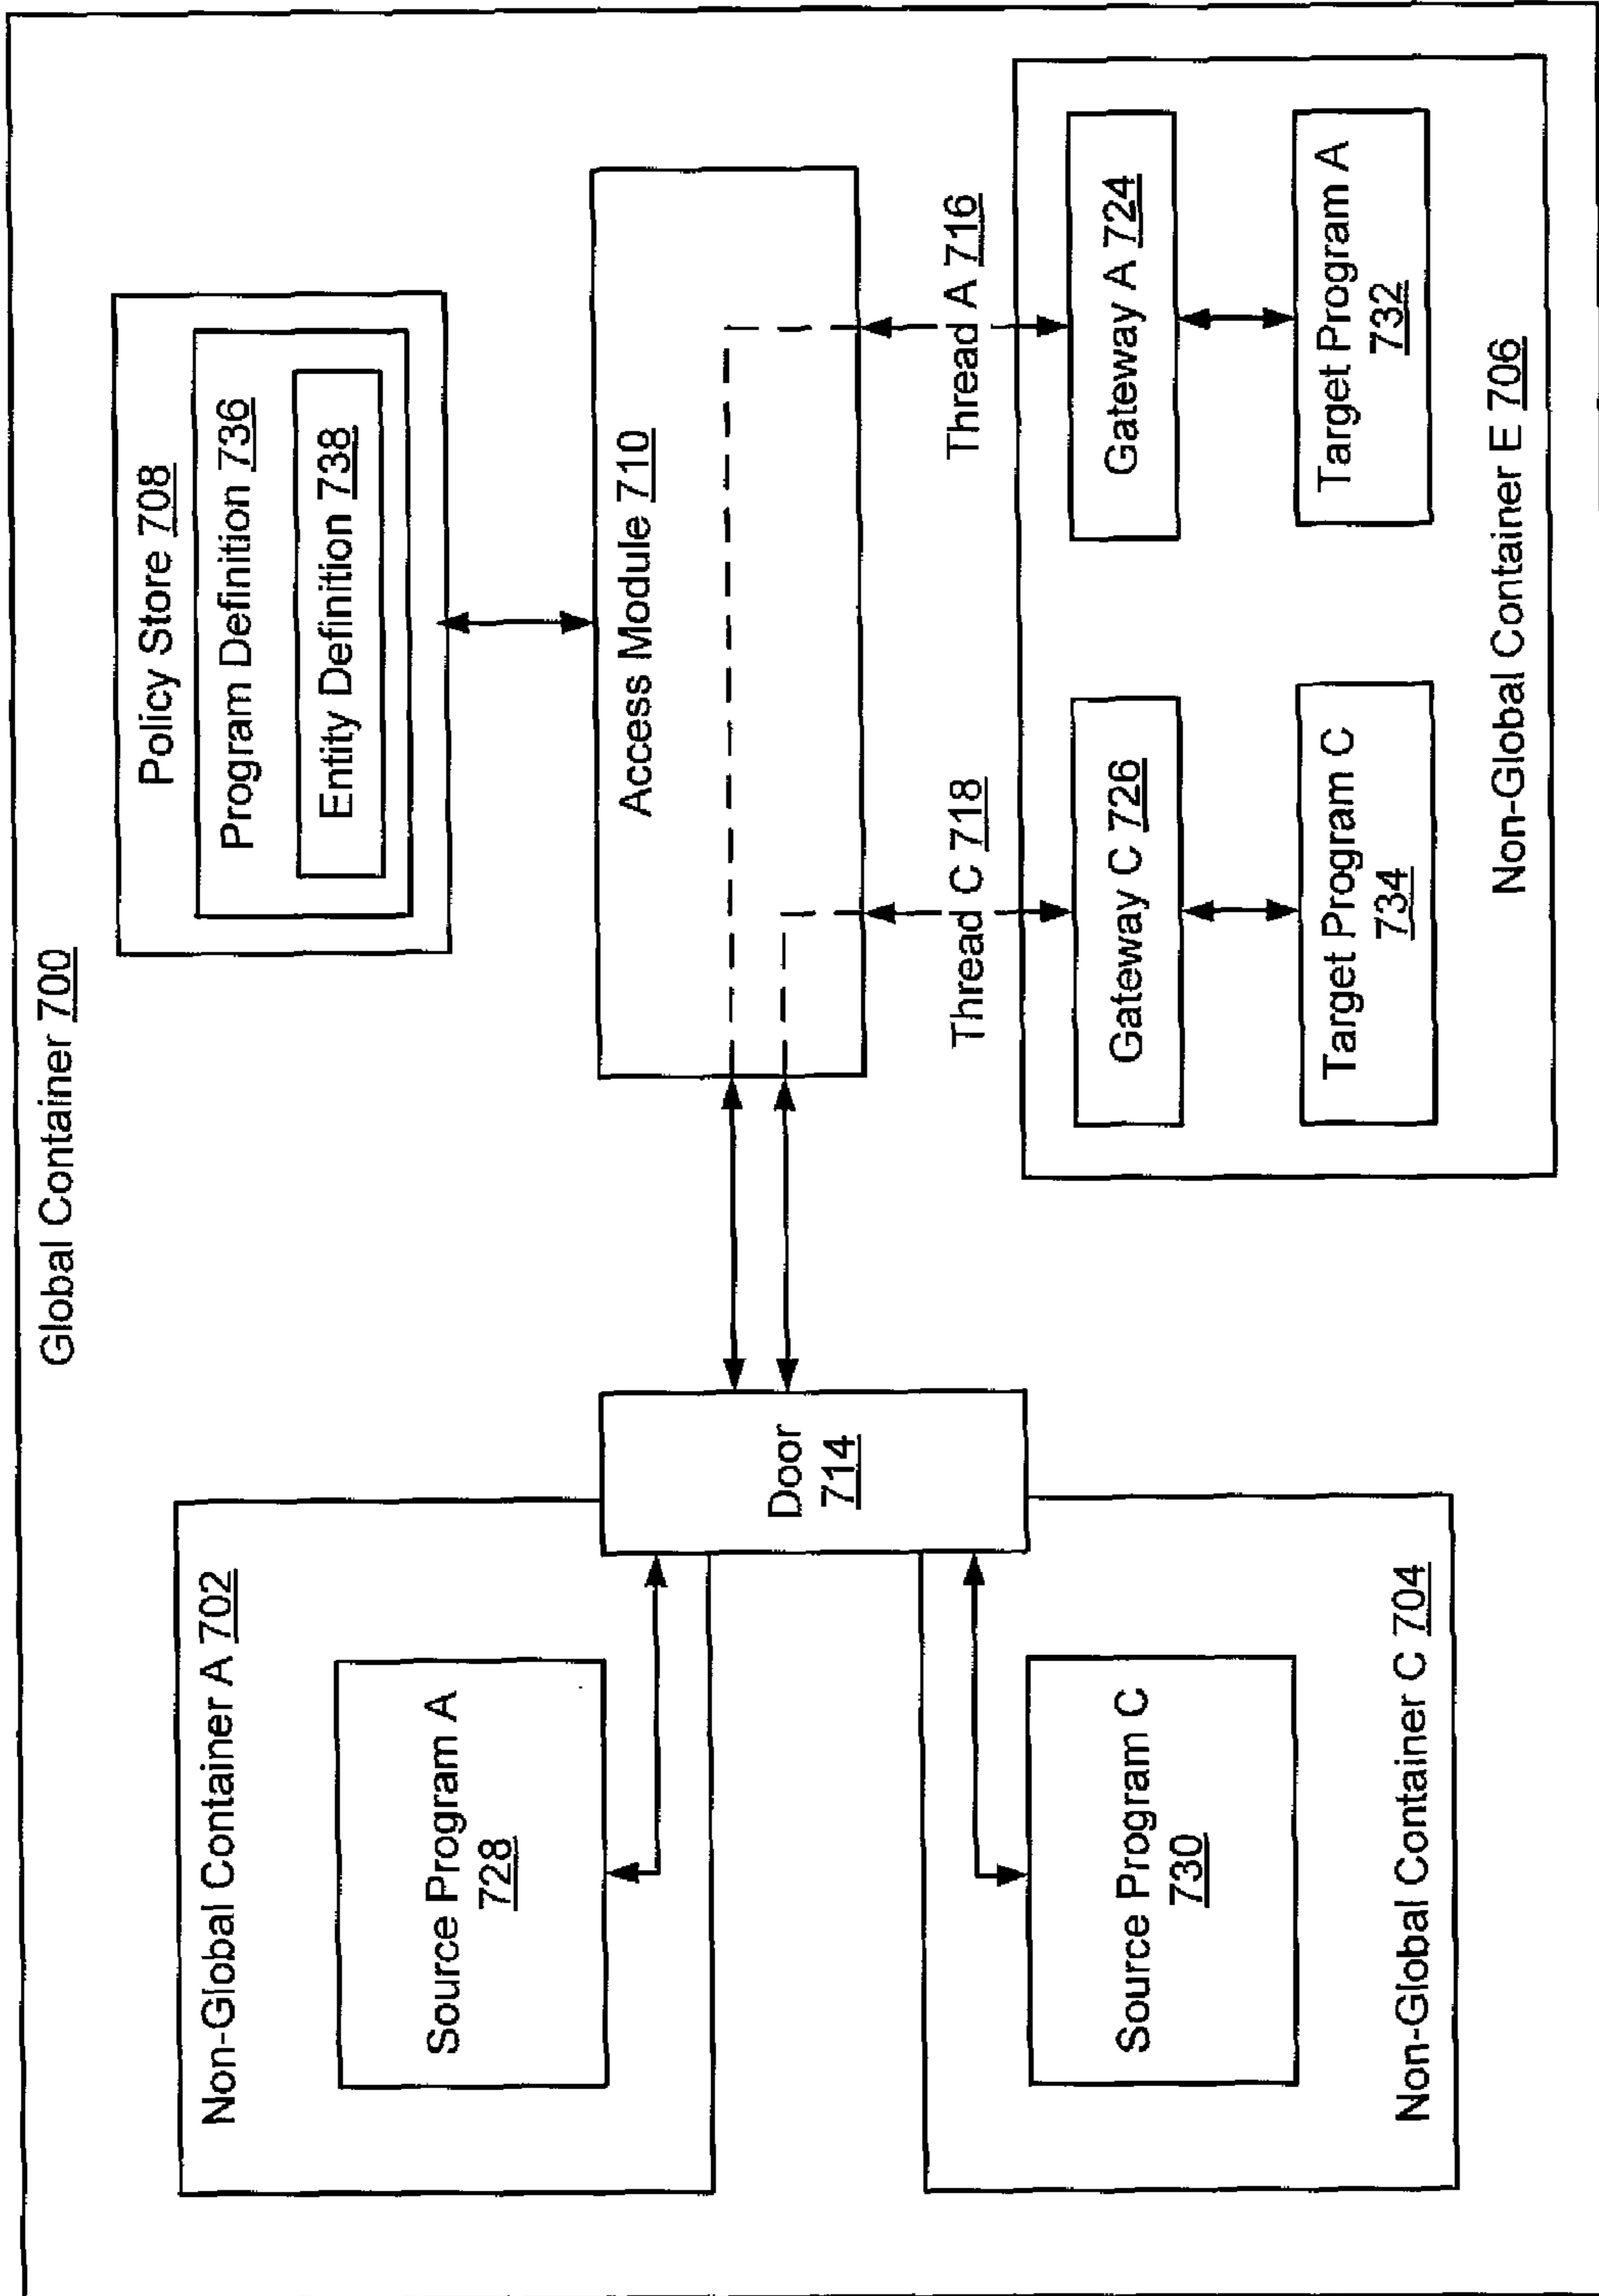 Global Container 700
Non-Global Container A 702
Source Program A
728
Door
714
Source Program C
730
Non-Global Container C 704
Policy Store 708
Program Definition 736
Entity Definition 738
Access Module 710
Thread C 718
Thread A 716
Gateway C 726
Gateway A 724
Target Program C
734
Target Program A
732
Non-Global Container E 706